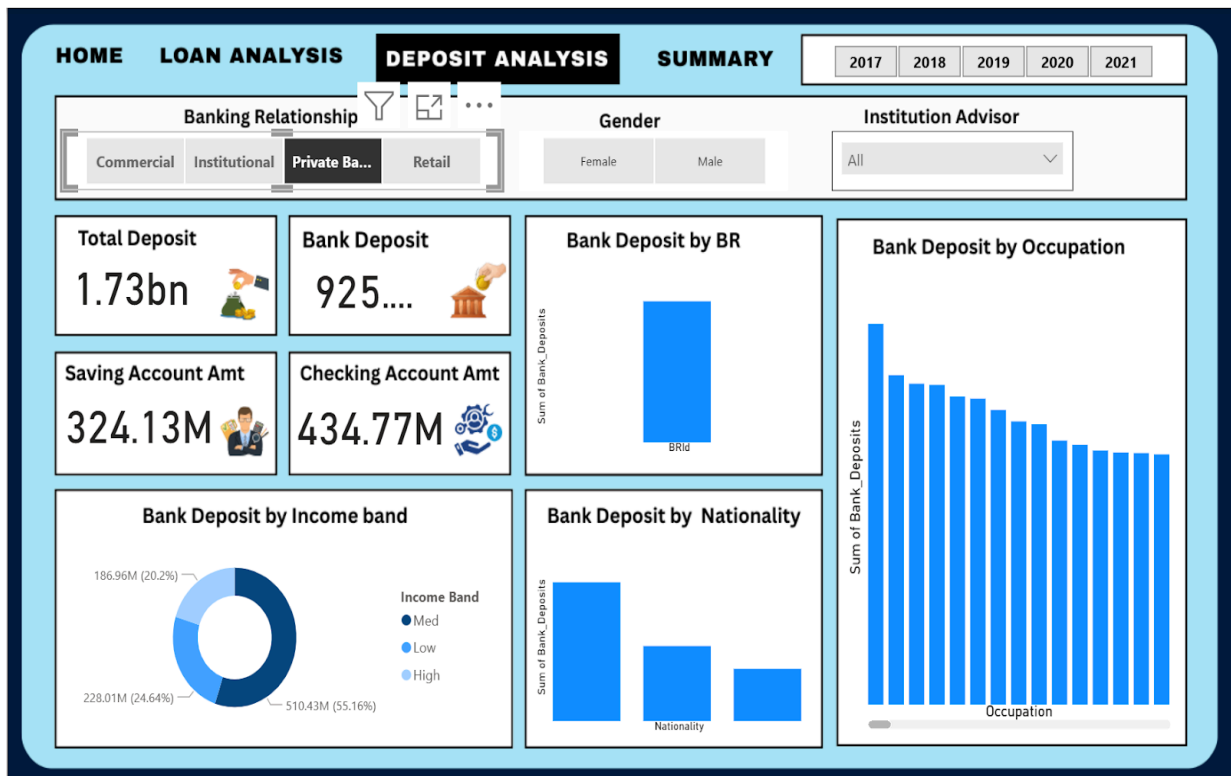 HOME LOAN ANALYSIS DEPOSIT ANALYSIS SUMMARY
2017 2018 2019 2020 2021
Banking Relationship
Commercial Institutional Private Ba... Retail
Gender
Female Male
Institution Advisor
All
Total Deposit
1.73bn
Bank Deposit
925....
Saving Account Amt
324.13M
Checking Account Amt
434.77M
Bank Deposit by BR
Sum of Bank_Deposits
BRId
Bank Deposit by Occupation
Sum of Bank_Deposits
Occupation
Bank Deposit by Income band
186.96M (20.2%)
228.01M (24.64%)
510.43M (55.16%)
Income Band
Med
Low
High
Bank Deposit by Nationality
Sum of Bank_Deposits
Nationality